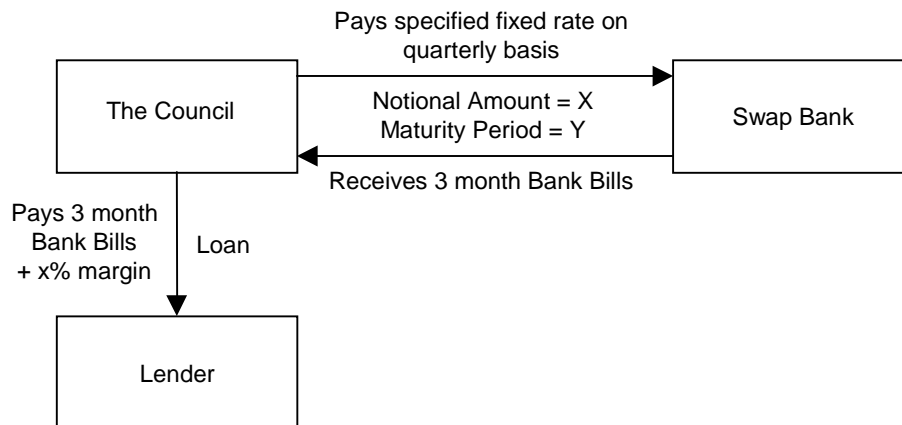 Pays specified fixed rate on
quarterly basis
The Council
Notional Amount = X
Maturity Period = Y
Swap Bank
Receives 3 month Bank Bills
Pays 3 month
Bank Bills
+ x% margin
Loan
Lender